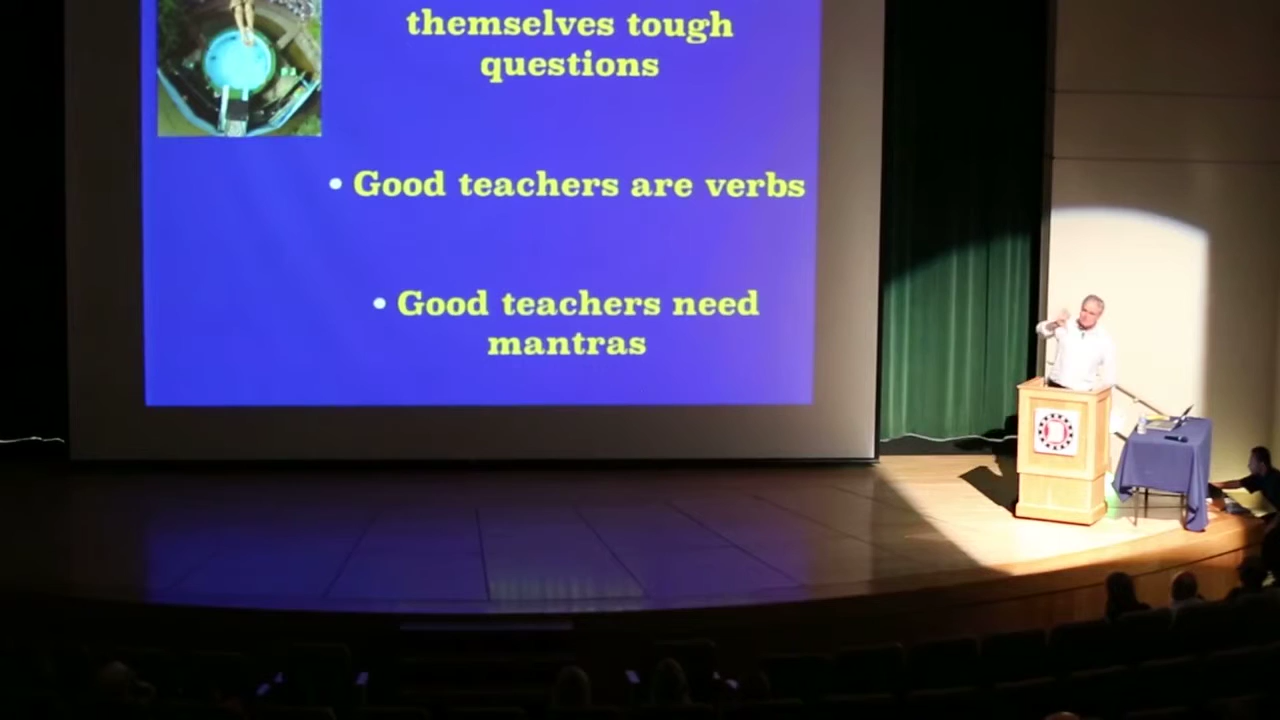 themselves tough
questions
• Good teachers are verbs
• Good teachers need
mantras